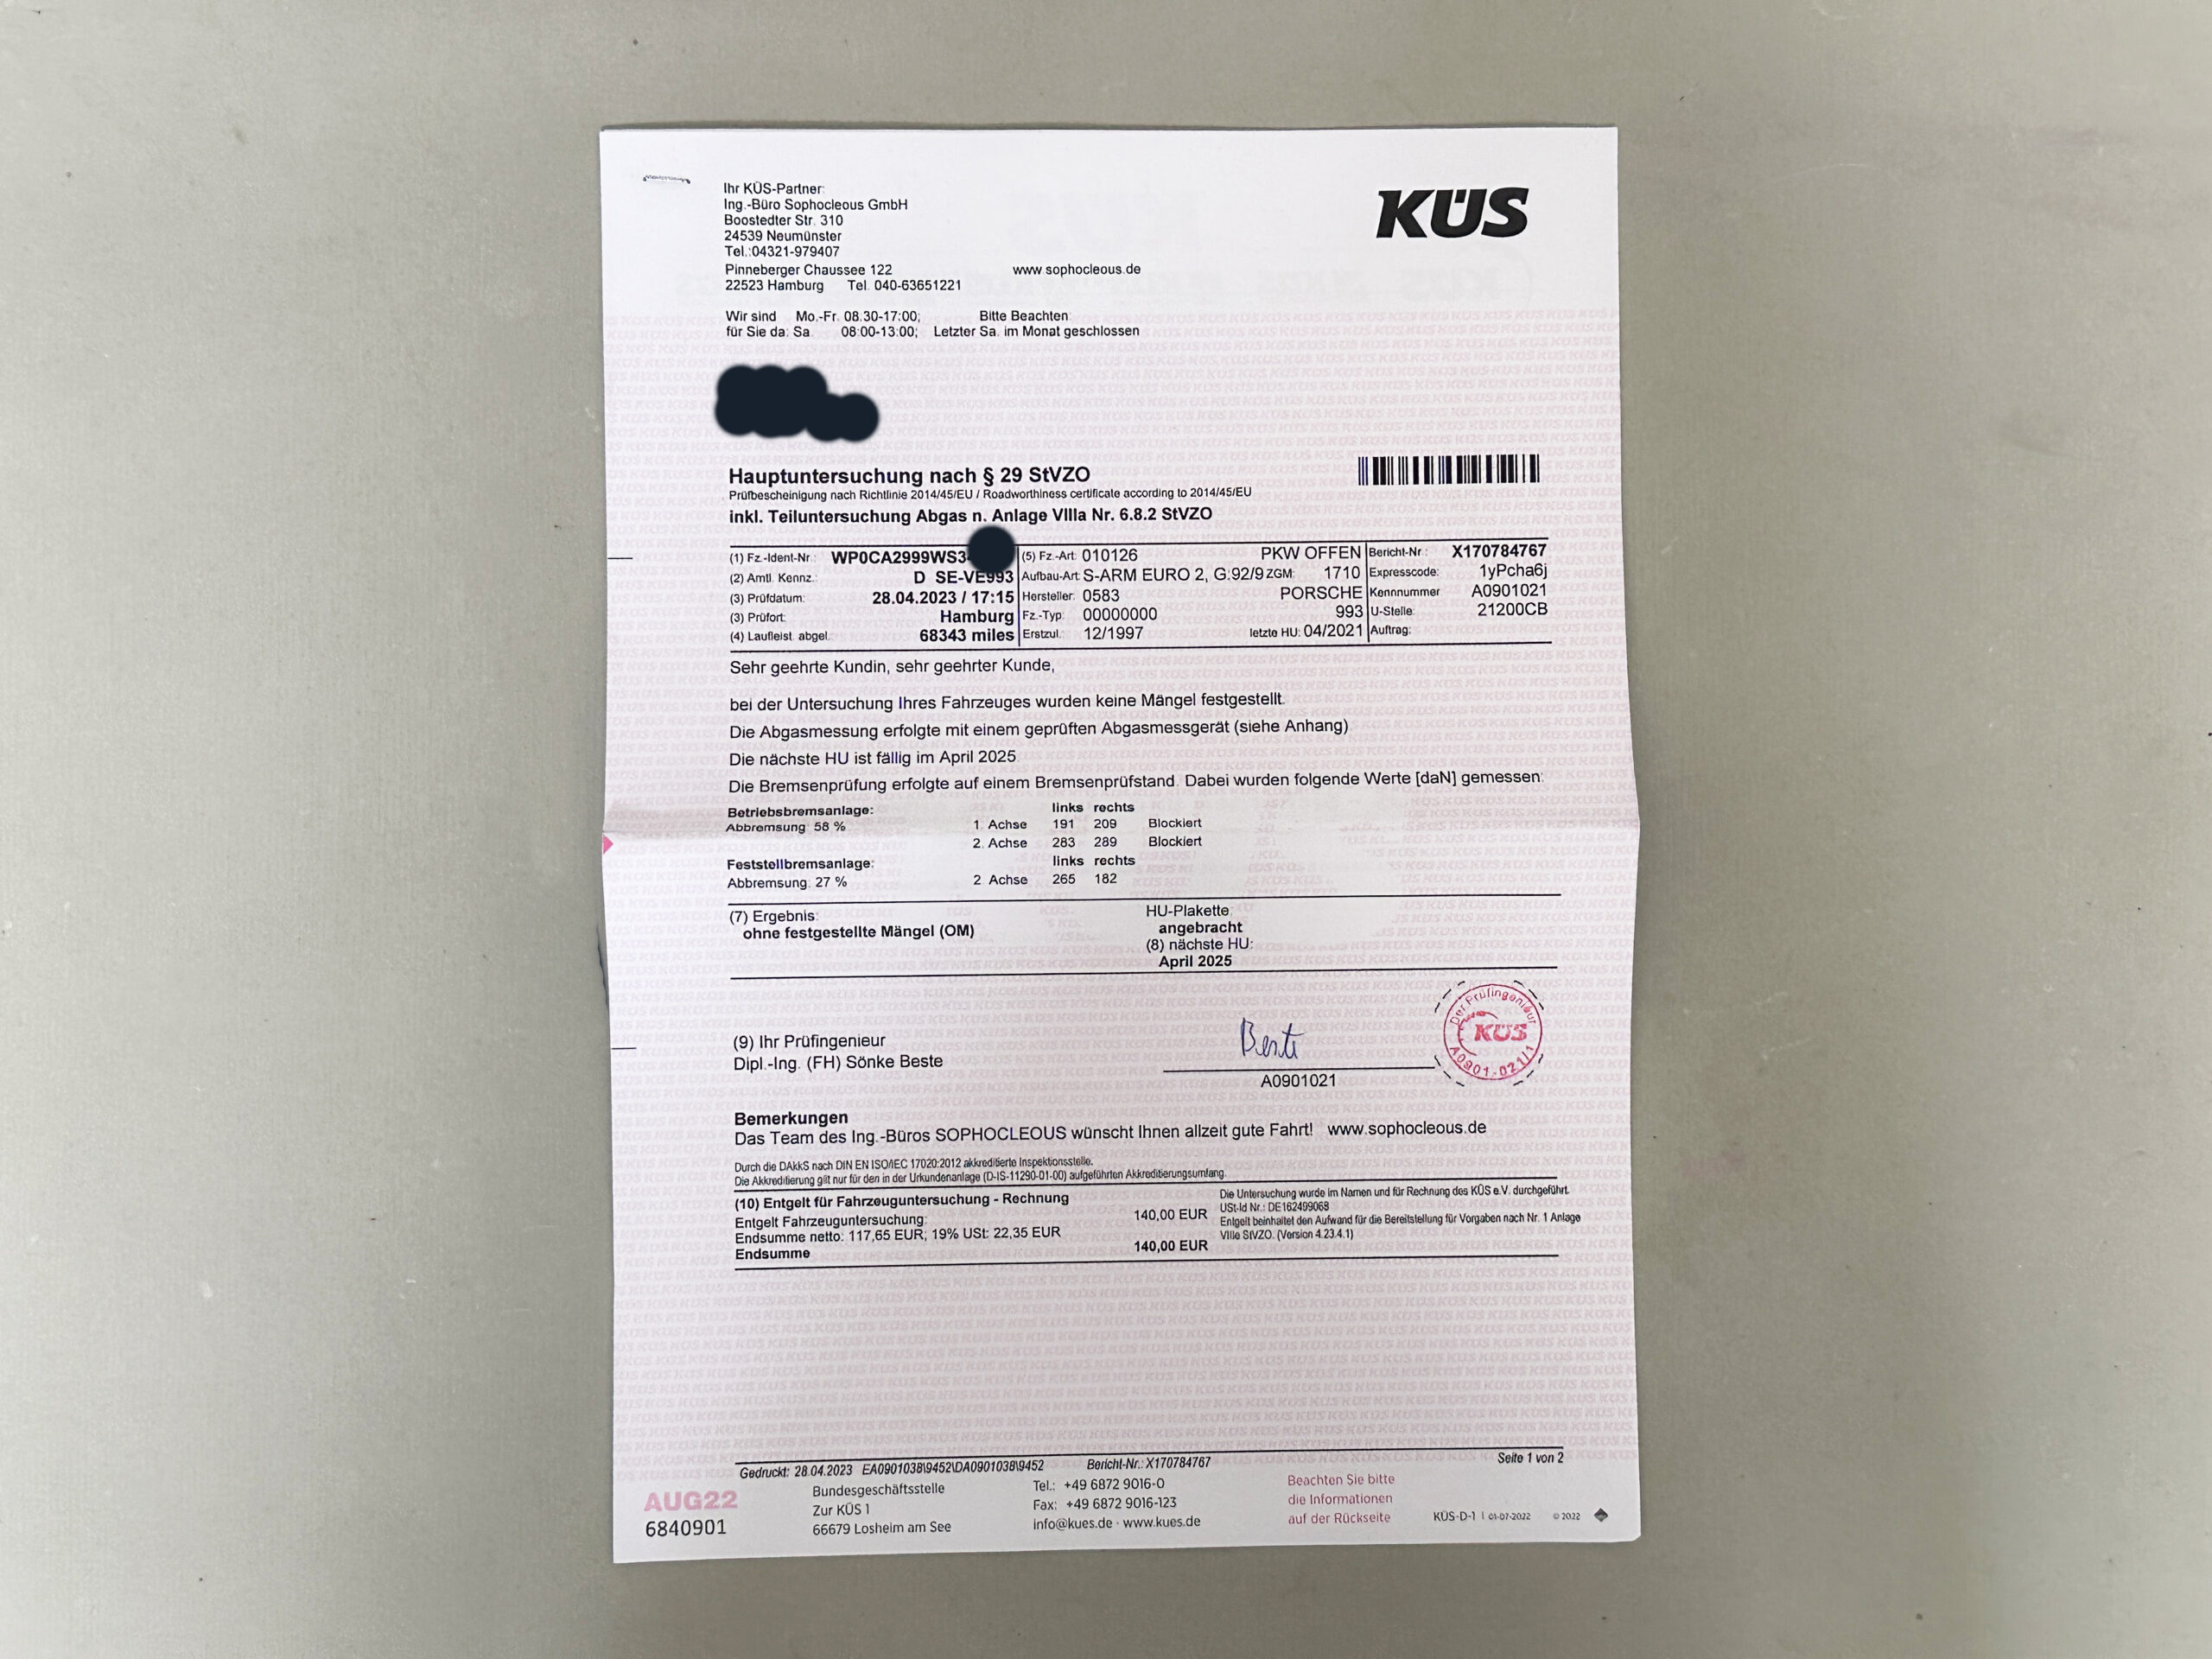 Ihr KÜS-Partner:
Ing.-Büro Sophocleous GmbH
Boostedter Str. 310
24539 Neumünster
Tel.:04321-979407
Pinneberger Chaussee 122 www.sophocleous.de
22523 Hamburg Tel. 040-63651221
KÜS
Wir sind Mo.-Fr. 08.30-17:00; Bitte Beachten
für Sie da: Sa. 08:00-13:00; Letzter Sa. im Monat geschlossen
Hauptuntersuchung nach § 29 StVZO
Prüfbescheinigung nach Richtlinie 2014/45/EU / Roadworthiness certificate according to 2014/45/EU
inkl. Teiluntersuchung Abgas n. Anlage VIIIa Nr. 6.8.2 StVZO
(1) Fz.-Ident-Nr.: WP0CA2999WS3 (5) Fz.-Art: 010126 PKW OFFEN Bericht-Nr.: X170784767
(2) Amtl. Kennz.: D SE-VE993 Aufbau-Art S-ARM EURO 2, G:92/9 ZGM: 1710 Expresscode: 1yPcha6j
(3) Prüfdatum: 28.04.2023 / 17:15 Hersteller: 0583 PORSCHE Kennnummer A0901021
(3) Prüfort: Hamburg Fz.-Typ: 00000000 993 U-Stelle: 21200CB
(4) Laufleist. abgel. 68343 miles Erstzul.: 12/1997 letzte HU: 04/2021 Auftrag:
Sehr geehrte Kundin, sehr geehrter Kunde,
bei der Untersuchung Ihres Fahrzeuges wurden keine Mängel festgestellt.
Die Abgasmessung erfolgte mit einem geprüften Abgasmessgerät (siehe Anhang)
Die nächste HU ist fällig im April 2025
Die Bremsenprüfung erfolgte auf einem Bremsenprüfstand. Dabei wurden folgende Werte [daN] gemessen:
Betriebsbremsanlage: links rechts
Abbremsung: 58 % 1. Achse 191 209 Blockiert
2. Achse 283 289 Blockiert
Feststellbremsanlage: links rechts
Abbremsung: 27 % 2. Achse 265 182
(7) Ergebnis: HU-Plakette:
ohne festgestellte Mängel (OM) angebracht
(8) nächste HU:
April 2025
(9) Ihr Prüfingenieur
Dipl.-Ing. (FH) Sönke Beste
Beste
A0901021
Der Prüfingenieur
KÜS
A0901-021/1
Bemerkungen
Das Team des Ing.-Büros SOPHOCLEOUS wünscht Ihnen allzeit gute Fahrt! www.sophocleous.de
Durch die DAkkS nach DIN EN ISO/IEC 17020:2012 akkreditierte Inspektionsstelle.
Die Akkreditierung gilt nur für den in der Urkundenanlage (D-IS-11290-01-00) aufgeführten Akkreditierungsumfang.
(10) Entgelt für Fahrzeuguntersuchung - Rechnung
Entgelt Fahrzeuguntersuchung: 140,00 EUR
Endsumme netto: 117,65 EUR; 19% USt: 22,35 EUR
Endsumme 140,00 EUR
Die Untersuchung wurde im Namen und für Rechnung des KÜS e.V. durchgeführt.
USt-Id Nr.: DE162499068
Entgelt beinhaltet den Aufwand für die Bereitstellung für Vorgaben nach Nr. 1 Anlage
VIIIe StVZO. (Version 4.23.4.1)
Gedruckt: 28.04.2023 EA0901038\9452\DA0901038\9452 Bericht-Nr.: X170784767 Seite 1 von 2
AUG22
6840901
Bundesgeschäftsstelle
Zur KÜS 1
66679 Losheim am See
Tel.: +49 6872 9016-0
Fax: +49 6872 9016-123
info@kues.de · www.kues.de
Beachten Sie bitte
die Informationen
auf der Rückseite
KÜS-D-1 | 01-07-2022 © 2022